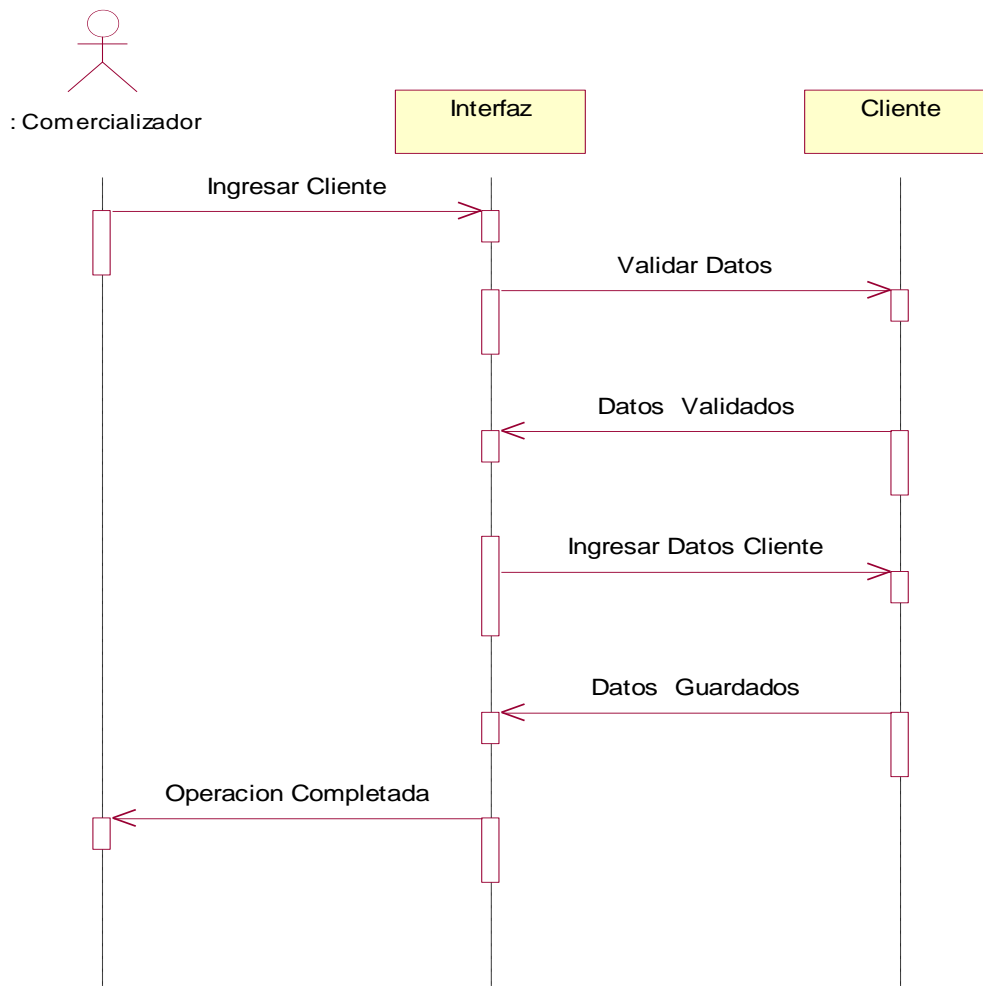 : Comercializador
Interfaz
Cliente
Ingresar Cliente
Validar Datos
Datos Validados
Ingresar Datos Cliente
Datos Guardados
Operacion Completada